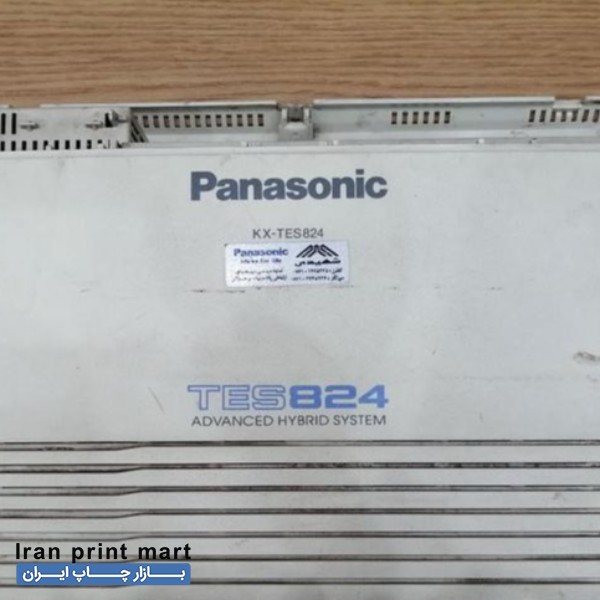 Panasonic
KX-TES824
Panasonic
TES824
ADVANCED HYBRID SYSTEM
Iran print mart
بازار چاپ ایران